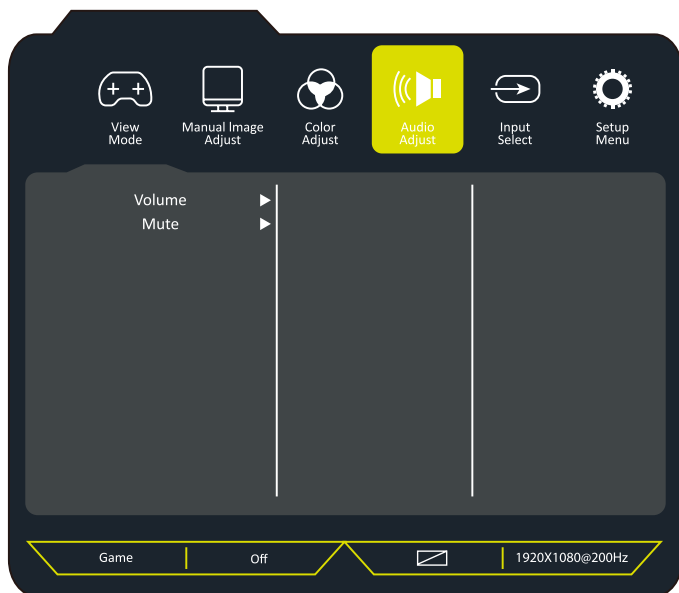 View
Mode
Manual Image
Adjust
Color
Adjust
Audio
Adjust
Input
Select
Setup
Menu
Volume
Mute
Game
Off
1920X1080@200Hz